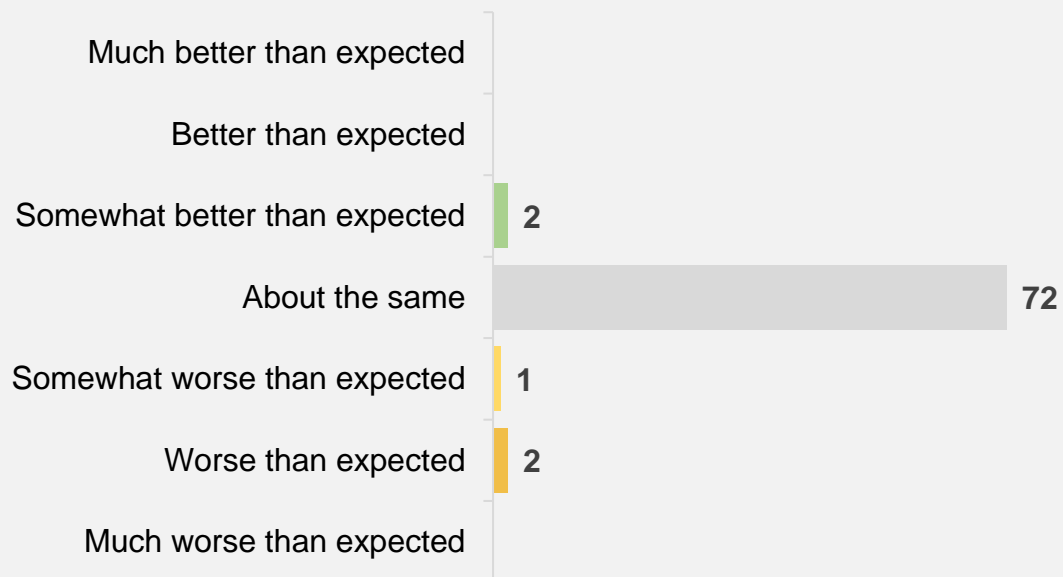 Much better than expected
Better than expected
Somewhat better than expected 2
About the same 72
Somewhat worse than expected 1
Worse than expected 2
Much worse than expected